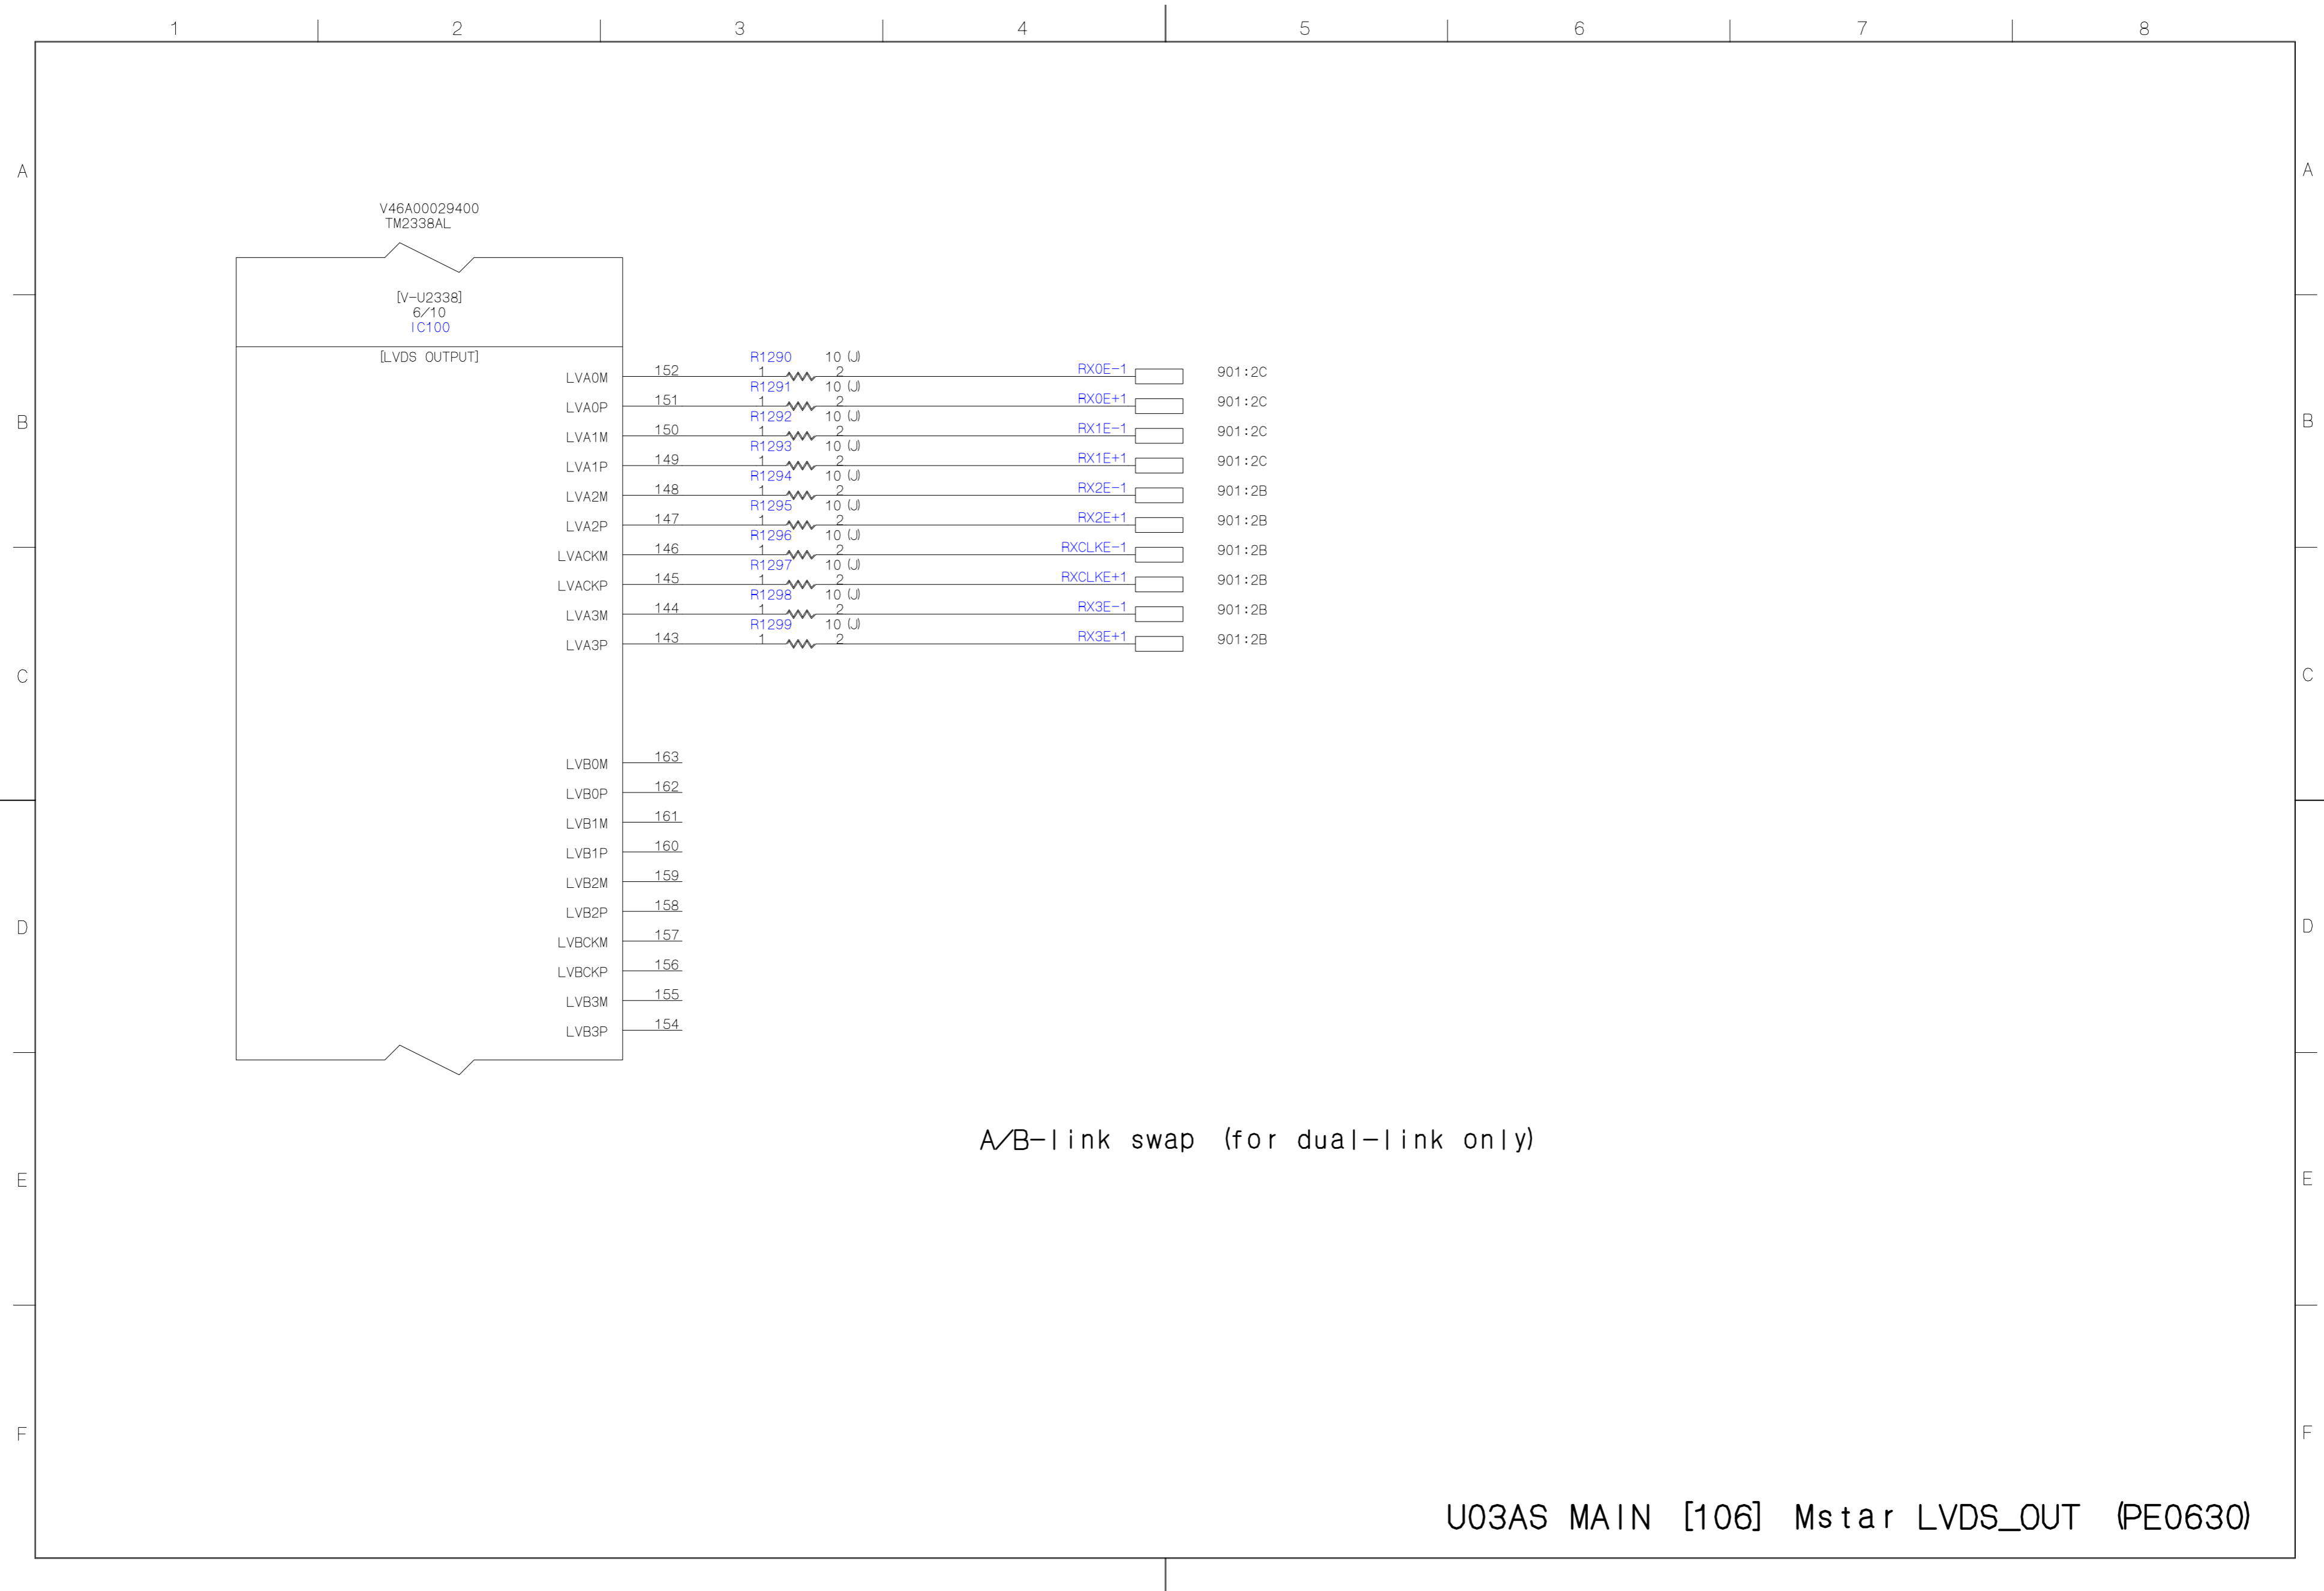 1 2 3 4 5 6 7 8
A A
V46A00029400
TM2338AL
[V-U2338]
6/10
IC100
[LVDS OUTPUT]
R1290 10 (J)
LVA0M 152 1 2 RX0E-1 901:2C
R1291 10 (J)
LVA0P 151 1 2 RX0E+1 901:2C
B B
R1292 10 (J)
LVA1M 150 1 2 RX1E-1 901:2C
R1293 10 (J)
LVA1P 149 1 2 RX1E+1 901:2C
R1294 10 (J)
LVA2M 148 1 2 RX2E-1 901:2B
R1295 10 (J)
LVA2P 147 1 2 RX2E+1 901:2B
R1296 10 (J)
LVACKM 146 1 2 RXCLKE-1 901:2B
R1297 10 (J)
LVACKP 145 1 2 RXCLKE+1 901:2B
R1298 10 (J)
LVA3M 144 1 2 RX3E-1 901:2B
R1299 10 (J)
LVA3P 143 1 2 RX3E+1 901:2B
C C
LVB0M 163
LVB0P 162
LVB1M 161
LVB1P 160
LVB2M 159
LVB2P 158
D D
LVBCKM 157
LVBCKP 156
LVB3M 155
LVB3P 154
A/B-link swap (for dual-link only)
E E
F F
U03AS MAIN [106] Mstar LVDS_OUT (PE0630)